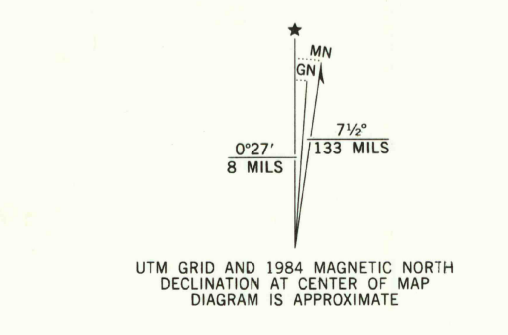 ★
MN
GN
7½°
133 MILS
0°27′
8 MILS
UTM GRID AND 1984 MAGNETIC NORTH
DECLINATION AT CENTER OF MAP
DIAGRAM IS APPROXIMATE